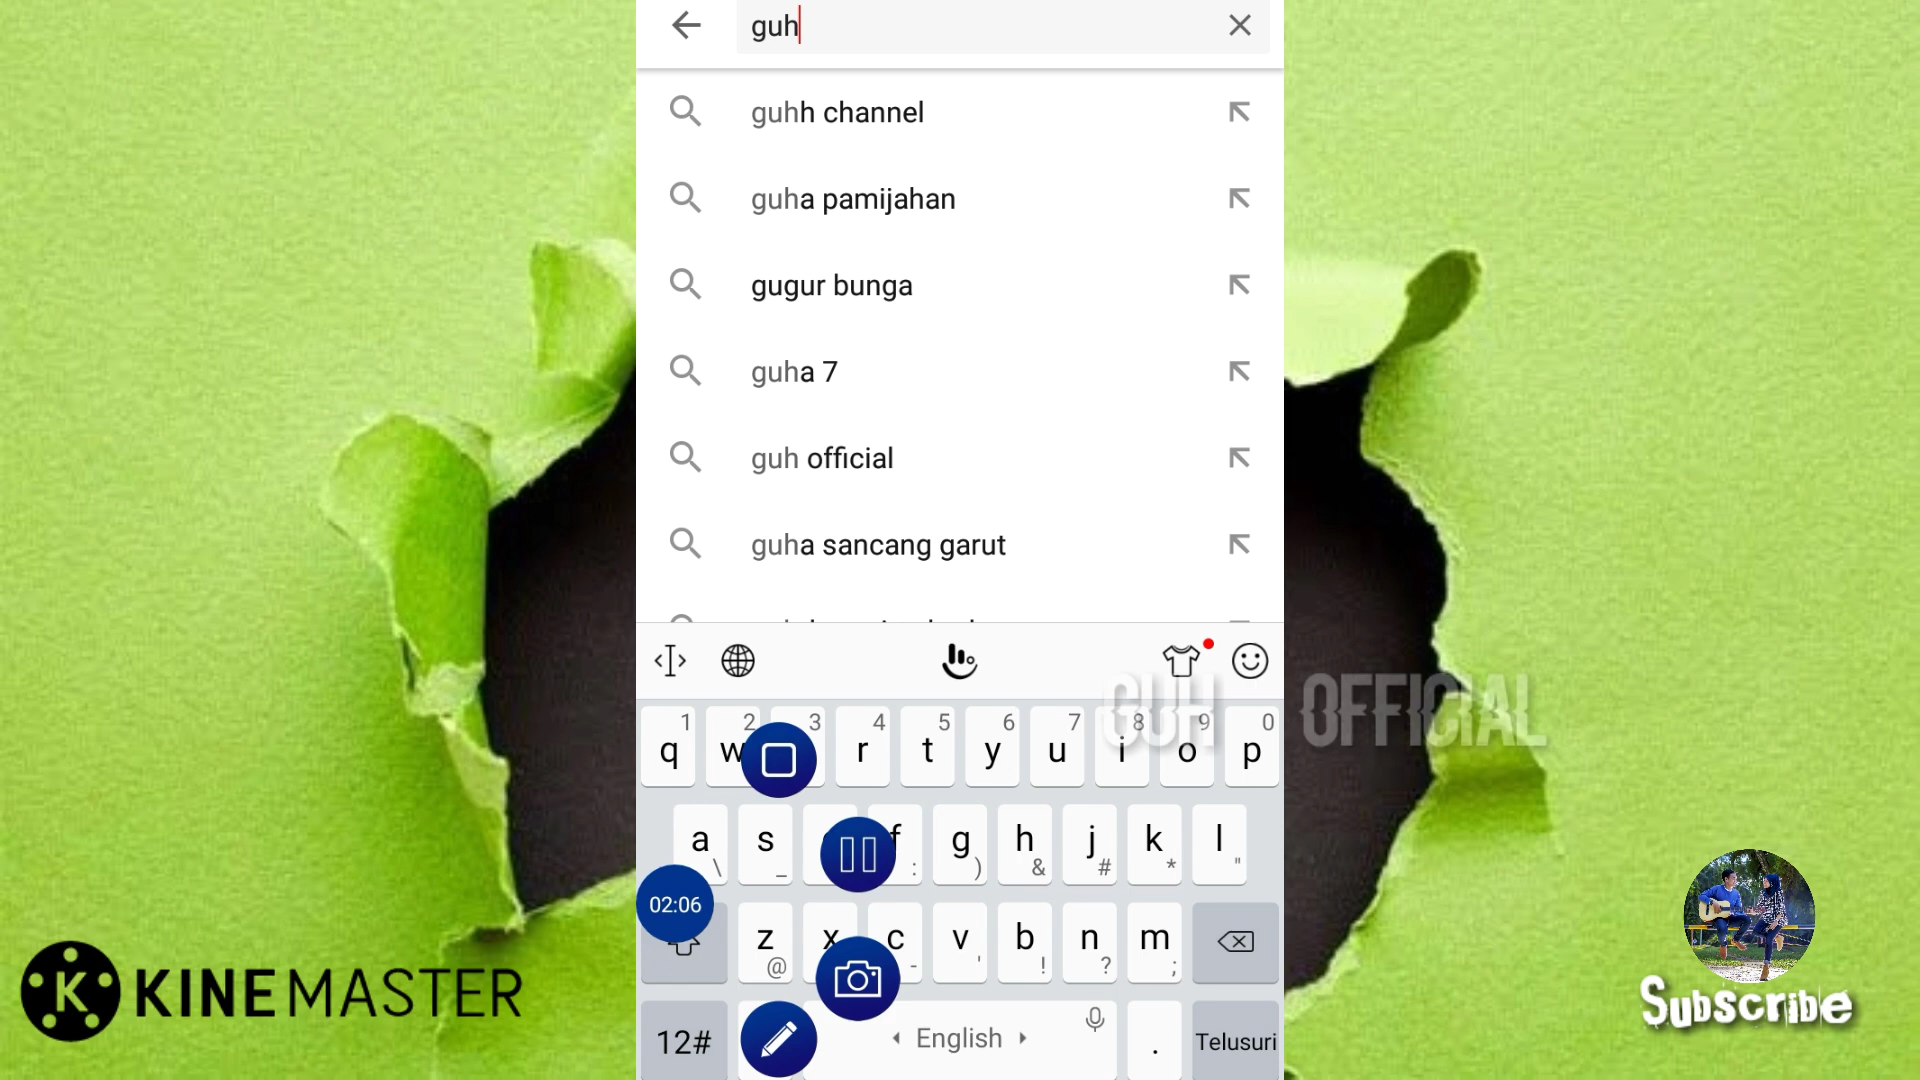 guh
guhh channel
guha pamijahan
gugur bunga
guha 7
guh official
guha sancang garut
GUH OFFICIAL
1 2 3 4 5 6 7 8 9 0
q w r t y u i o p
a s f g h j k l
\ _ : ) & # * "
02:06
z x c v b n m
@ - ' ! ? ;
12# English . Telusuri
K KINEMASTER
Subscribe